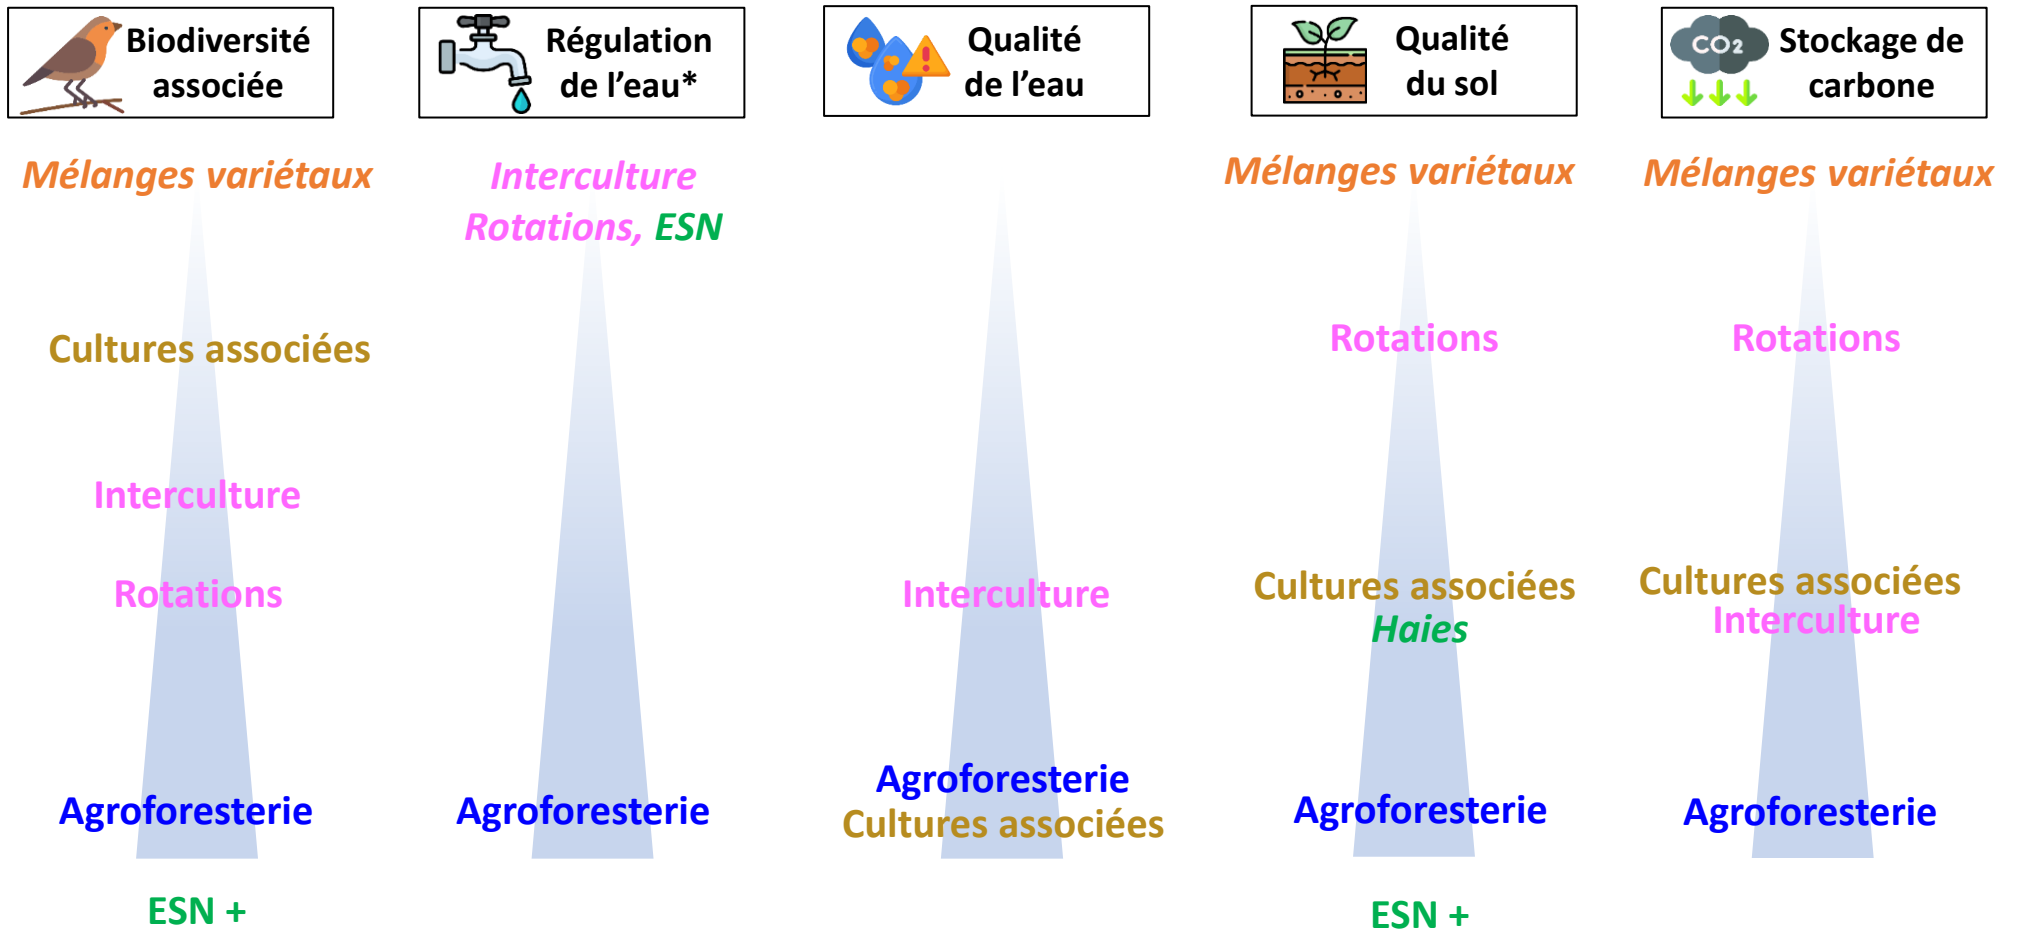 Biodiversité
associée
Mélanges variétaux
Cultures associées
Interculture
Rotations
Agroforesterie
ESN +
Régulation
de l'eau*
Interculture
Rotations, ESN
Agroforesterie
Qualité
de l'eau
Interculture
Agroforesterie
Cultures associées
Qualité
du sol
Mélanges variétaux
Rotations
Cultures associées
Haies
Agroforesterie
ESN +
CO2
Stockage de
carbone
Mélanges variétaux
Rotations
Cultures associées
Interculture
Agroforesterie